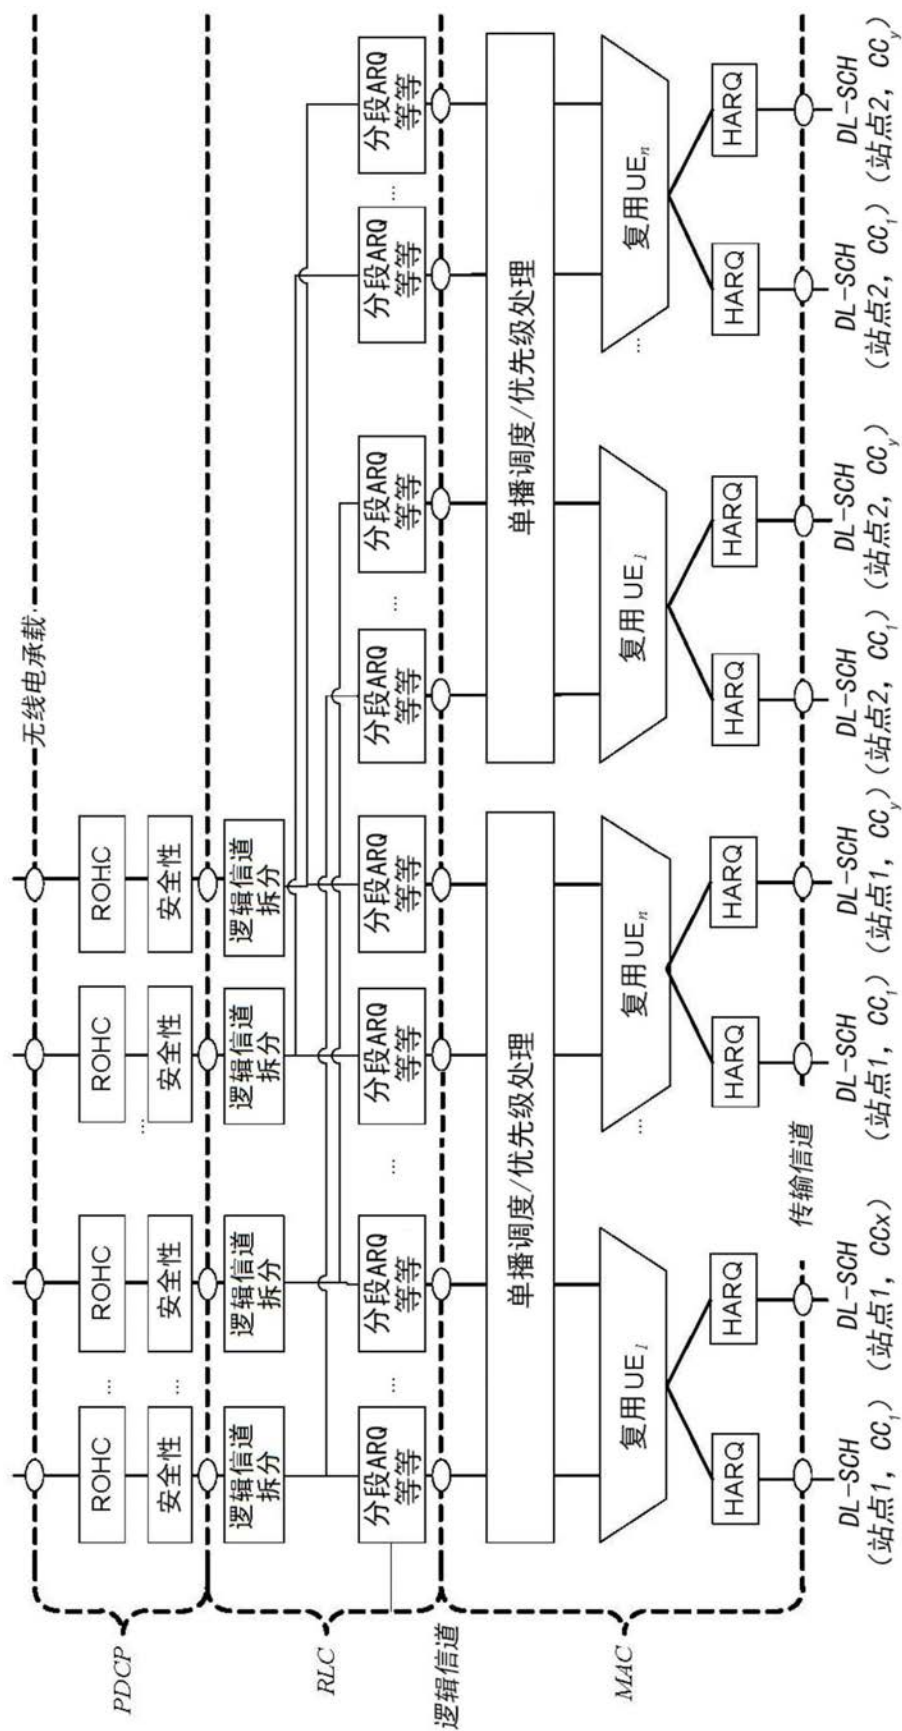 无线电承载
PDCP
ROHC
...
ROHC
ROHC
ROHC
安全性
...
安全性
...
安全性
安全性
RLC
逻辑信道
拆分
逻辑信道
拆分
逻辑信道
拆分
逻辑信道
拆分
分段ARQ
等等
...
分段ARQ
等等
...
分段ARQ
等等
分段ARQ
等等
分段ARQ
等等
...
分段ARQ
等等
分段ARQ
等等
...
分段ARQ
等等
逻辑信道
单播调度/优先级处理
单播调度/优先级处理
MAC
复用UE1
...
复用UEn
复用UE1
...
复用UEn
HARQ
HARQ
HARQ
HARQ
HARQ
HARQ
HARQ
HARQ
传输信道
DL-SCH
(站点1, CC1)
DL-SCH
(站点1, CCx)
DL-SCH
(站点1, CC1)
DL-SCH
(站点1, CCy)
DL-SCH
(站点2, CC1)
DL-SCH
(站点2, CCy)
DL-SCH
(站点2, CC1)
DL-SCH
(站点2, CCy)